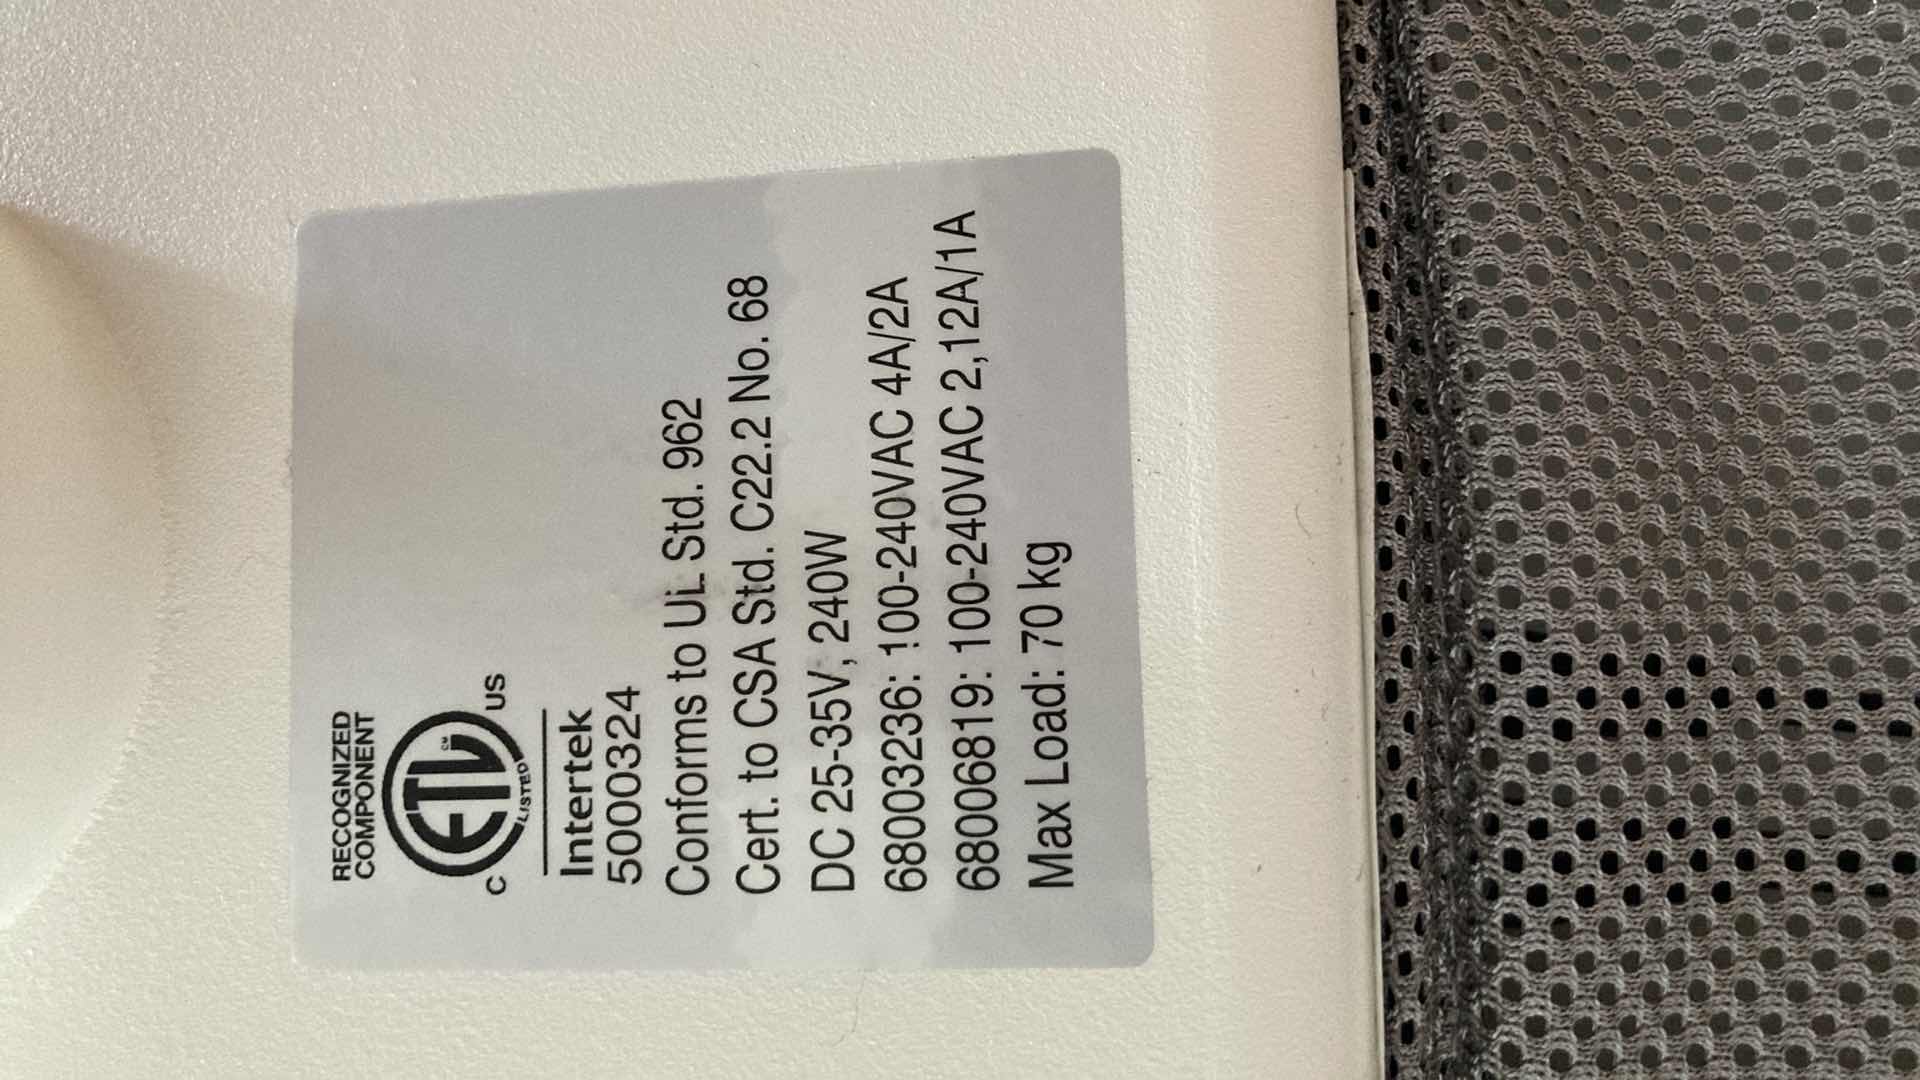 RECOGNIZED
COMPONENT
ETL CM
LISTED
C US
Intertek
5000324
Conforms to UL Std. 962
Cert. to CSA Std. C22.2 No. 68
DC 25-35V, 240W
68003236: 100-240VAC 4A/2A
68006819: 100-240VAC 2,12A/1A
Max Load: 70 kg